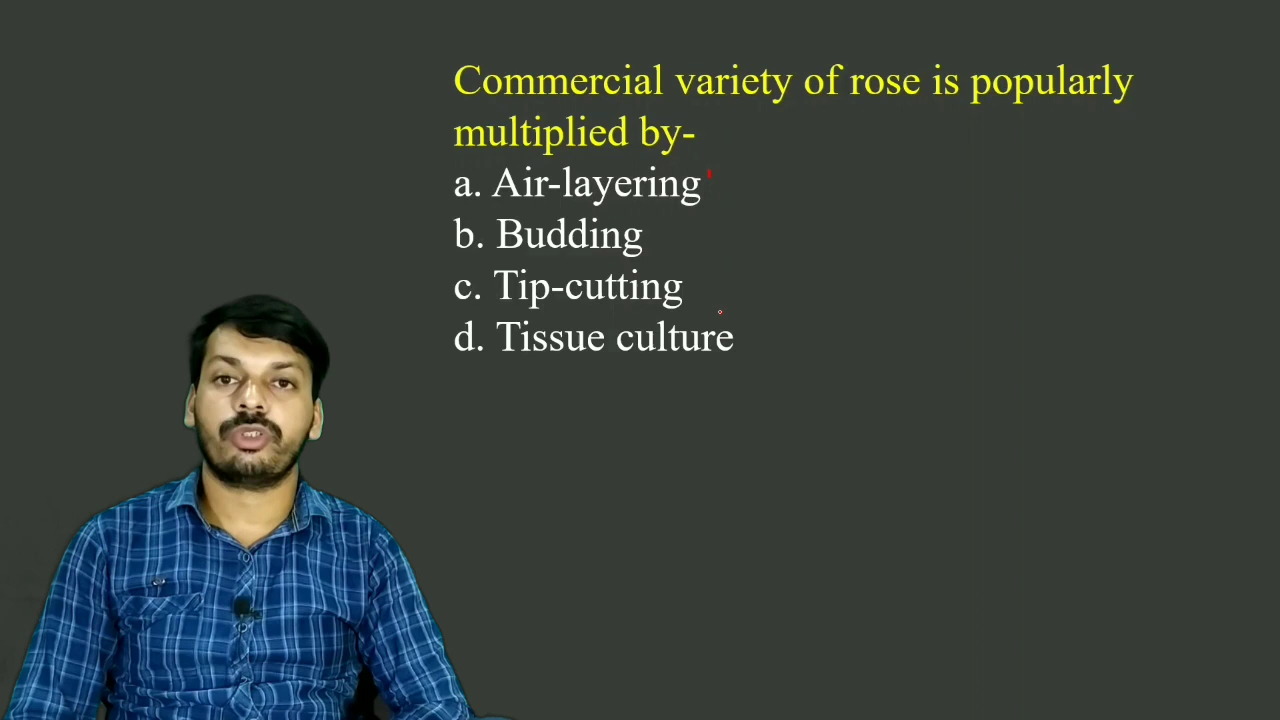 Commercial variety of rose is popularly
multiplied by-
a. Air-layering
b. Budding
c. Tip-cutting
d. Tissue culture